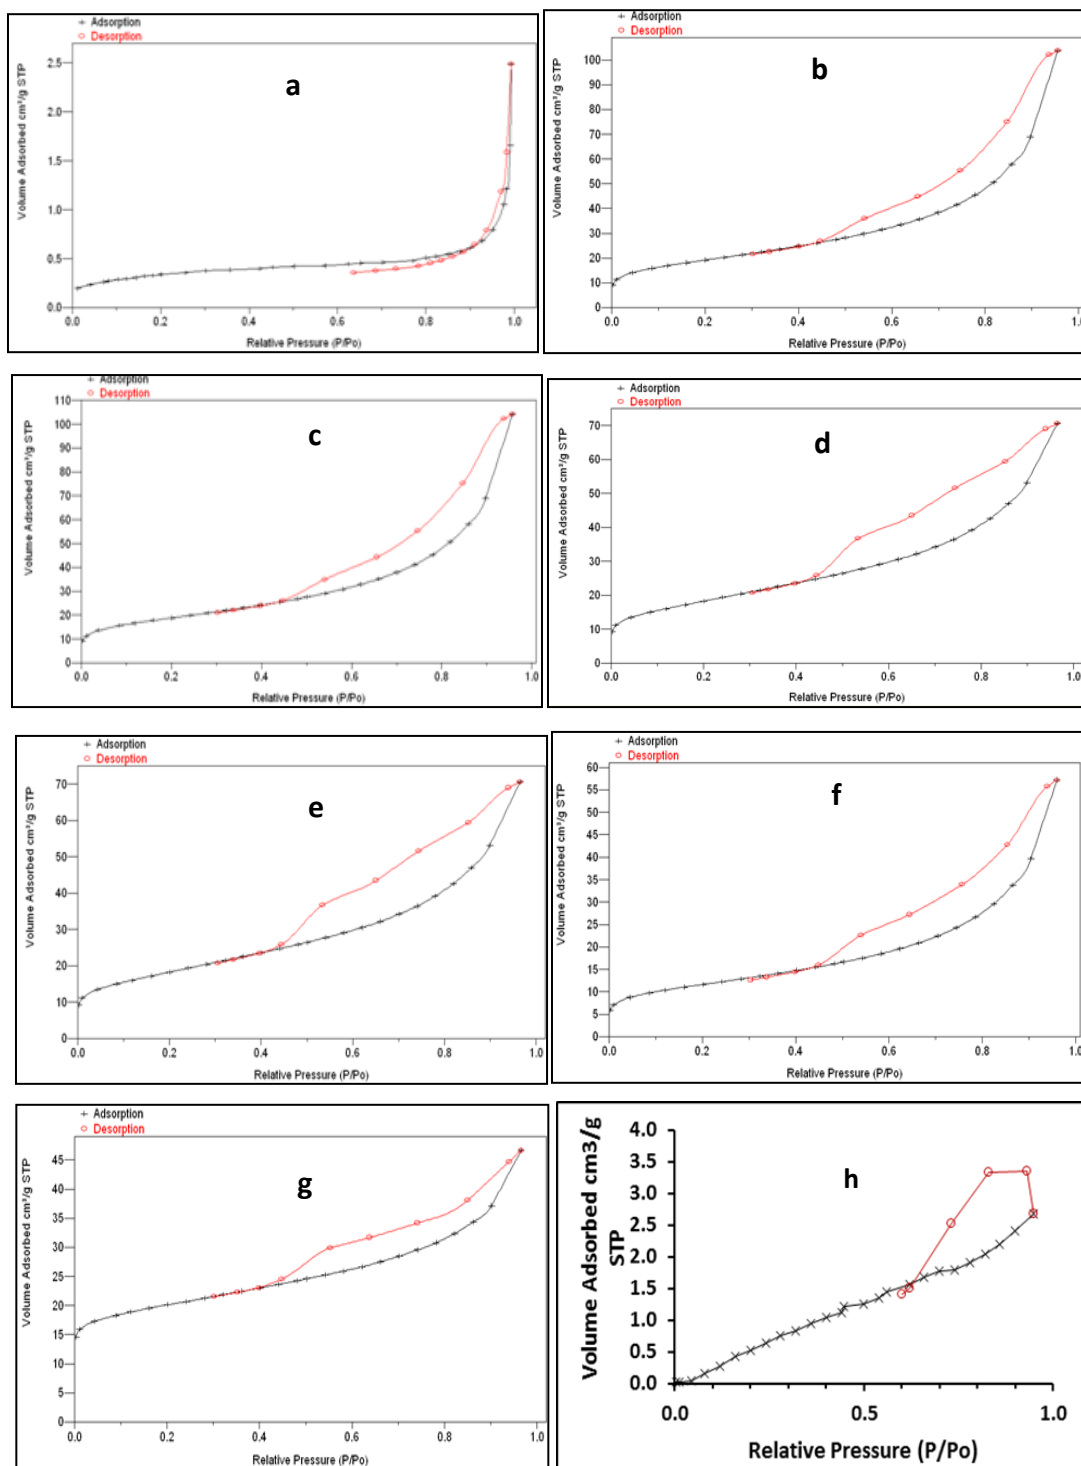 Adsorption
Desorption
a
Volume Adsorbed cm³/g STP
2.5
2.0
1.5
1.0
0.5
0.0
0.0 0.2 0.4 0.6 0.8 1.0
Relative Pressure (P/Po)
Adsorption
Desorption
b
Volume Adsorbed cm³/g STP
100
80
70
60
50
40
30
20
10
0
0.0 0.2 0.4 0.6 0.8 1.0
Relative Pressure (P/Po)
Adsorption
Desorption
c
Volume Adsorbed cm³/g STP
110
100
90
80
70
60
50
40
30
20
10
0
0.0 0.2 0.4 0.6 0.8 1.0
Relative Pressure (P/Po)
Adsorption
Desorption
d
Volume Adsorbed cm³/g STP
70
50
40
30
20
10
0
0.0 0.2 0.4 0.6 0.8 1.0
Relative Pressure (P/Po)
Adsorption
Desorption
e
Volume Adsorbed cm³/g STP
70
60
50
40
30
20
10
0
0.0 0.2 0.4 0.6 0.8 1.0
Relative Pressure (P/Po)
Adsorption
Desorption
f
Volume Adsorbed cm³/g STP
60
55
50
45
40
35
30
25
20
15
10
5
0
0.0 0.2 0.4 0.6 0.8 1.0
Relative Pressure (P/Po)
Adsorption
Desorption
g
Volume Adsorbed cm³/g STP
45
40
35
30
25
20
15
10
5
0
0.0 0.2 0.4 0.6 0.8 1.0
Relative Pressure (P/Po)
h
Volume Adsorbed cm3/g
STP
4.0
3.5
3.0
2.5
2.0
1.5
1.0
0.5
0.0
0.0 0.5 1.0
Relative Pressure (P/Po)